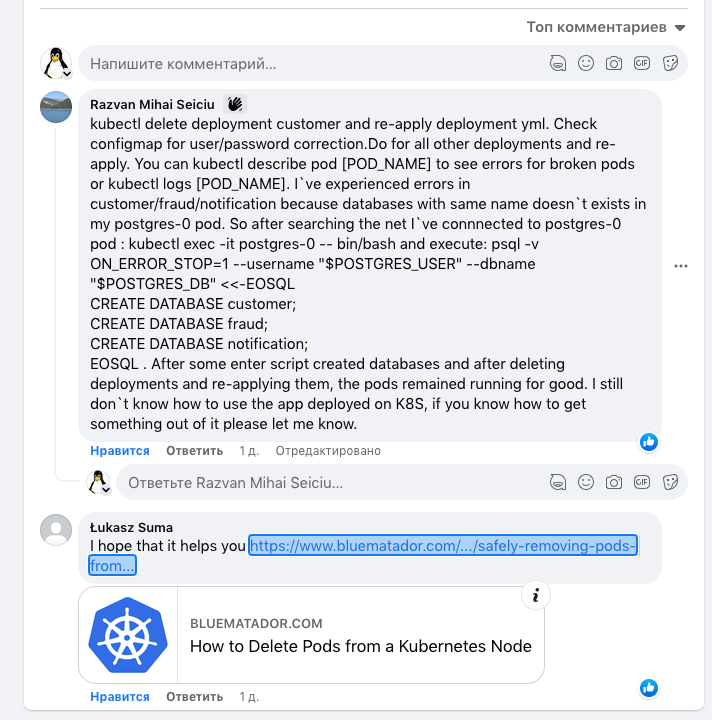 Топ комментариев
Напишите комментарий...
GIF
Razvan Mihai Seiciu
kubectl delete deployment customer and re-apply deployment yml. Check
configmap for user/password correction.Do for all other deployments and re-
apply. You can kubectl describe pod [POD_NAME] to see errors for broken pods
or kubectl logs [POD_NAME]. I`ve experienced errors in
customer/fraud/notification because databases with same name doesn`t exists in
my postgres-0 pod. So after searching the net I`ve connnected to postgres-0
pod : kubectl exec -it postgres-0 -- bin/bash and execute: psql -v
ON_ERROR_STOP=1 --username "$POSTGRES_USER" --dbname
"$POSTGRES_DB" <<-EOSQL
CREATE DATABASE customer;
CREATE DATABASE fraud;
CREATE DATABASE notification;
EOSQL . After some enter script created databases and after deleting
deployments and re-applying them, the pods remained running for good. I still
don`t know how to use the app deployed on K8S, if you know how to get
something out of it please let me know.
Нравится Ответить 1 д. Отредактировано
Ответьте Razvan Mihai Seiciu...
GIF
Łukasz Suma
I hope that it helps you https://www.bluematador.com/.../safely-removing-pods-
from...
BLUEMATADOR.COM
How to Delete Pods from a Kubernetes Node
Нравится Ответить 1 д.